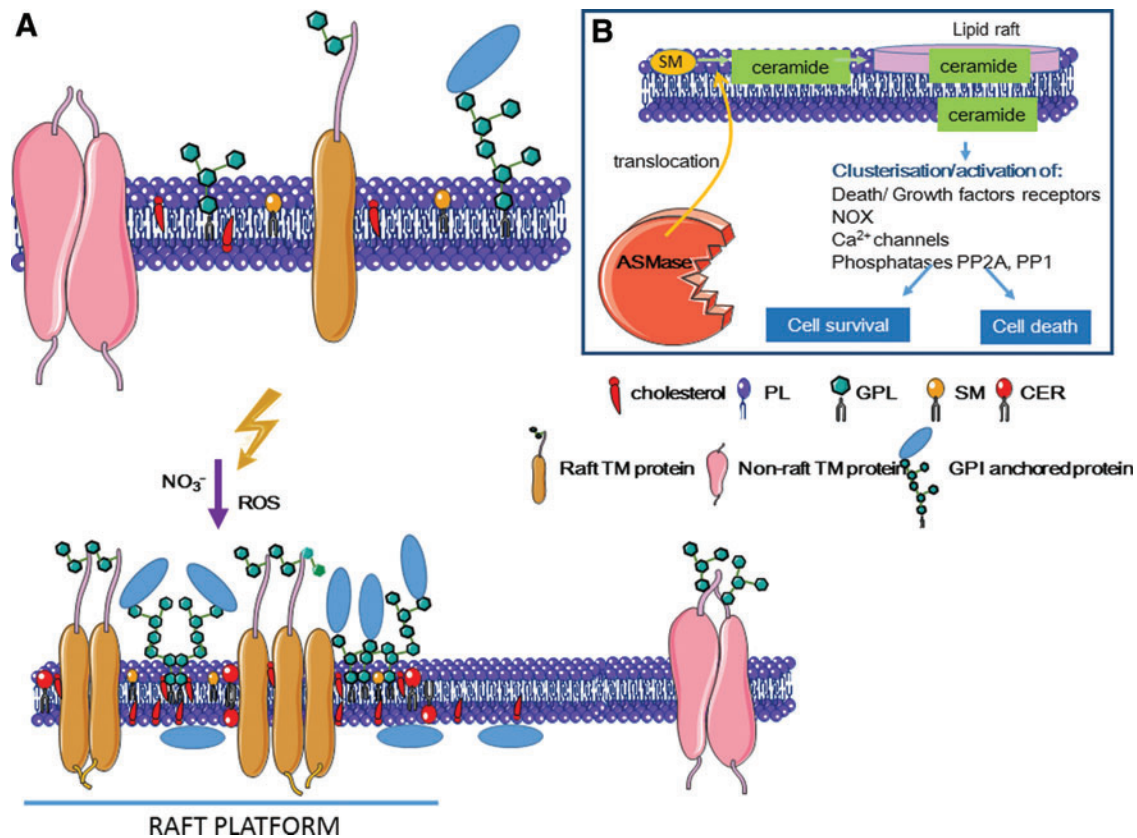 A
B
Lipid raft
SM
ceramide
ceramide
ceramide
translocation
ASMase
Clusterisation/activation of:
Death/ Growth factors receptors
NOX
Ca²⁺ channels
Phosphatases PP2A, PP1
Cell survival
Cell death
cholesterol
PL
GPL
SM
CER
Raft TM protein
Non-raft TM protein
GPI anchored protein
NO₃⁻
ROS
RAFT PLATFORM